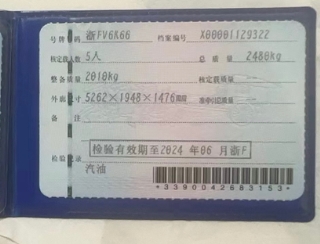 号牌号码 浙FV6K66 档案编号 X00001129322
核定载人数 5人 总质量 2480kg
整备质量 2010kg 核定载质量 --
外廓尺寸 5262×1948×1476mm 准牵引总质量 --
备注
检验有效期至2024年06月浙F
检验记录
汽油
*3390042683153*